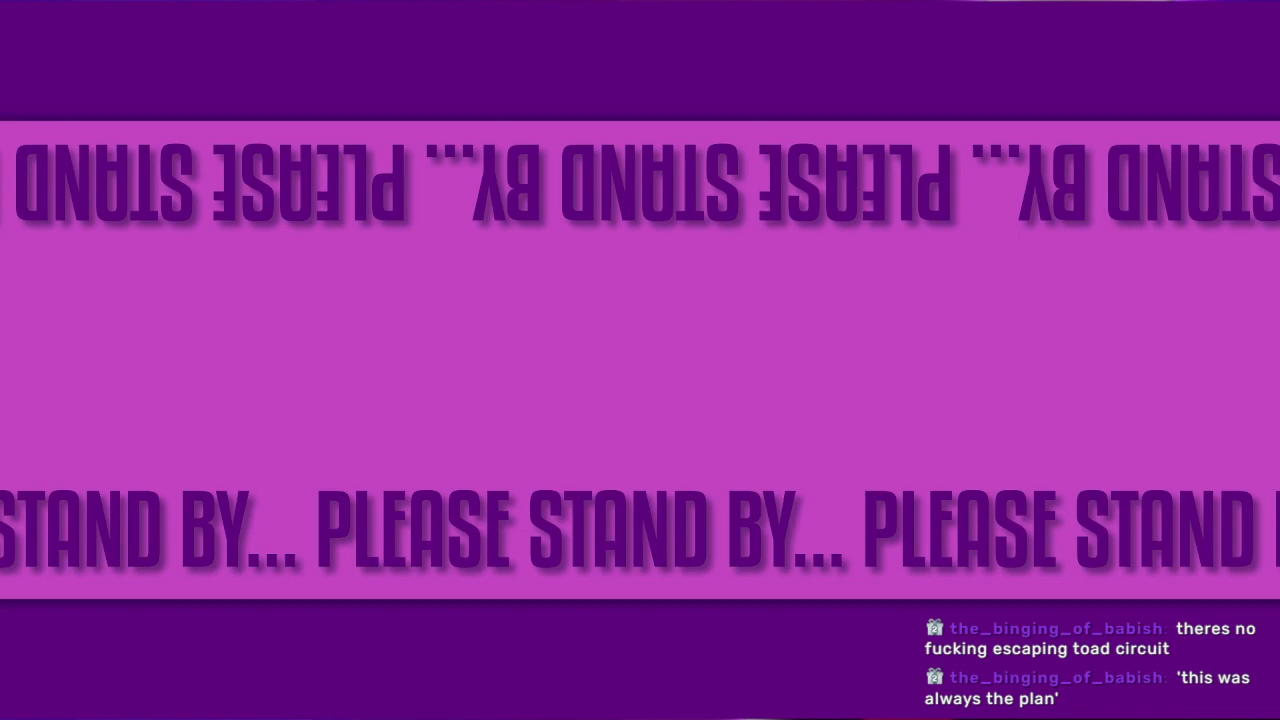 STAND BY... PLEASE STAND BY... PLEASE STAND
STAND BY... PLEASE STAND BY... PLEASE STAND
the_binging_of_babish: theres no
fucking escaping toad circuit
the_binging_of_babish: 'this was
always the plan'